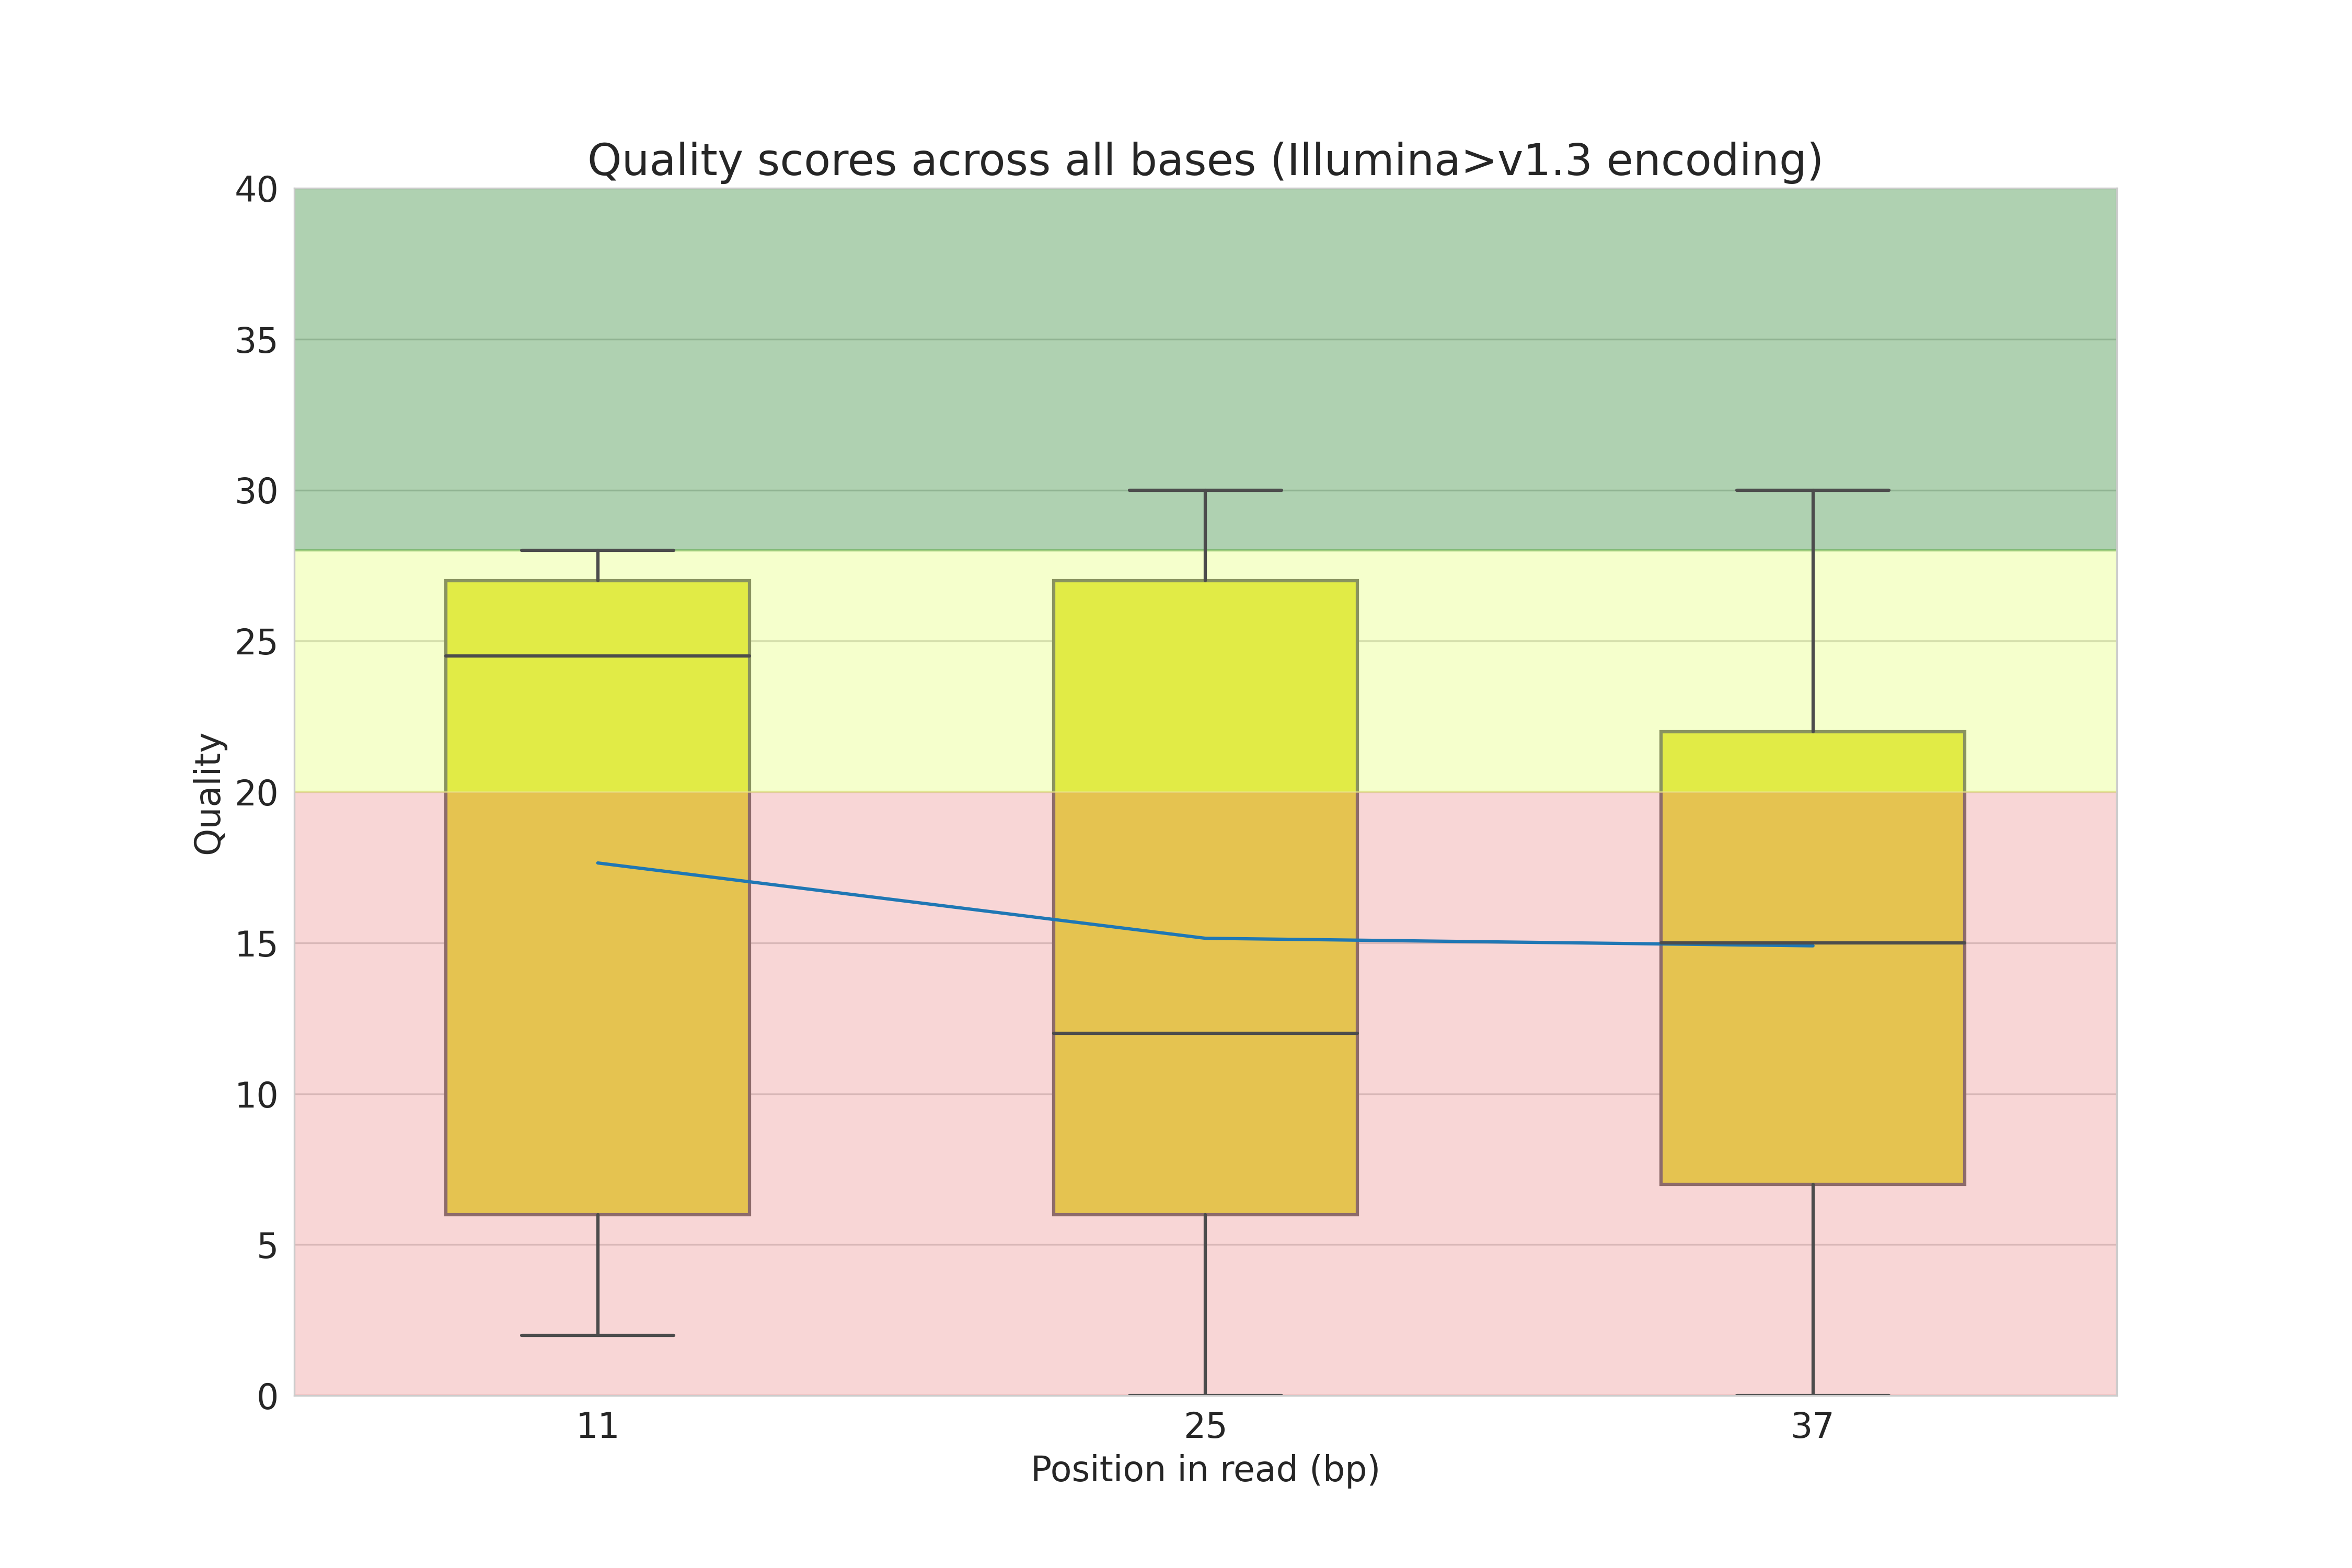 Quality scores across all bases (Illumina>v1.3 encoding)
40
35
30
25
20
15
10
5
0
Quality
11 25 37
Position in read (bp)